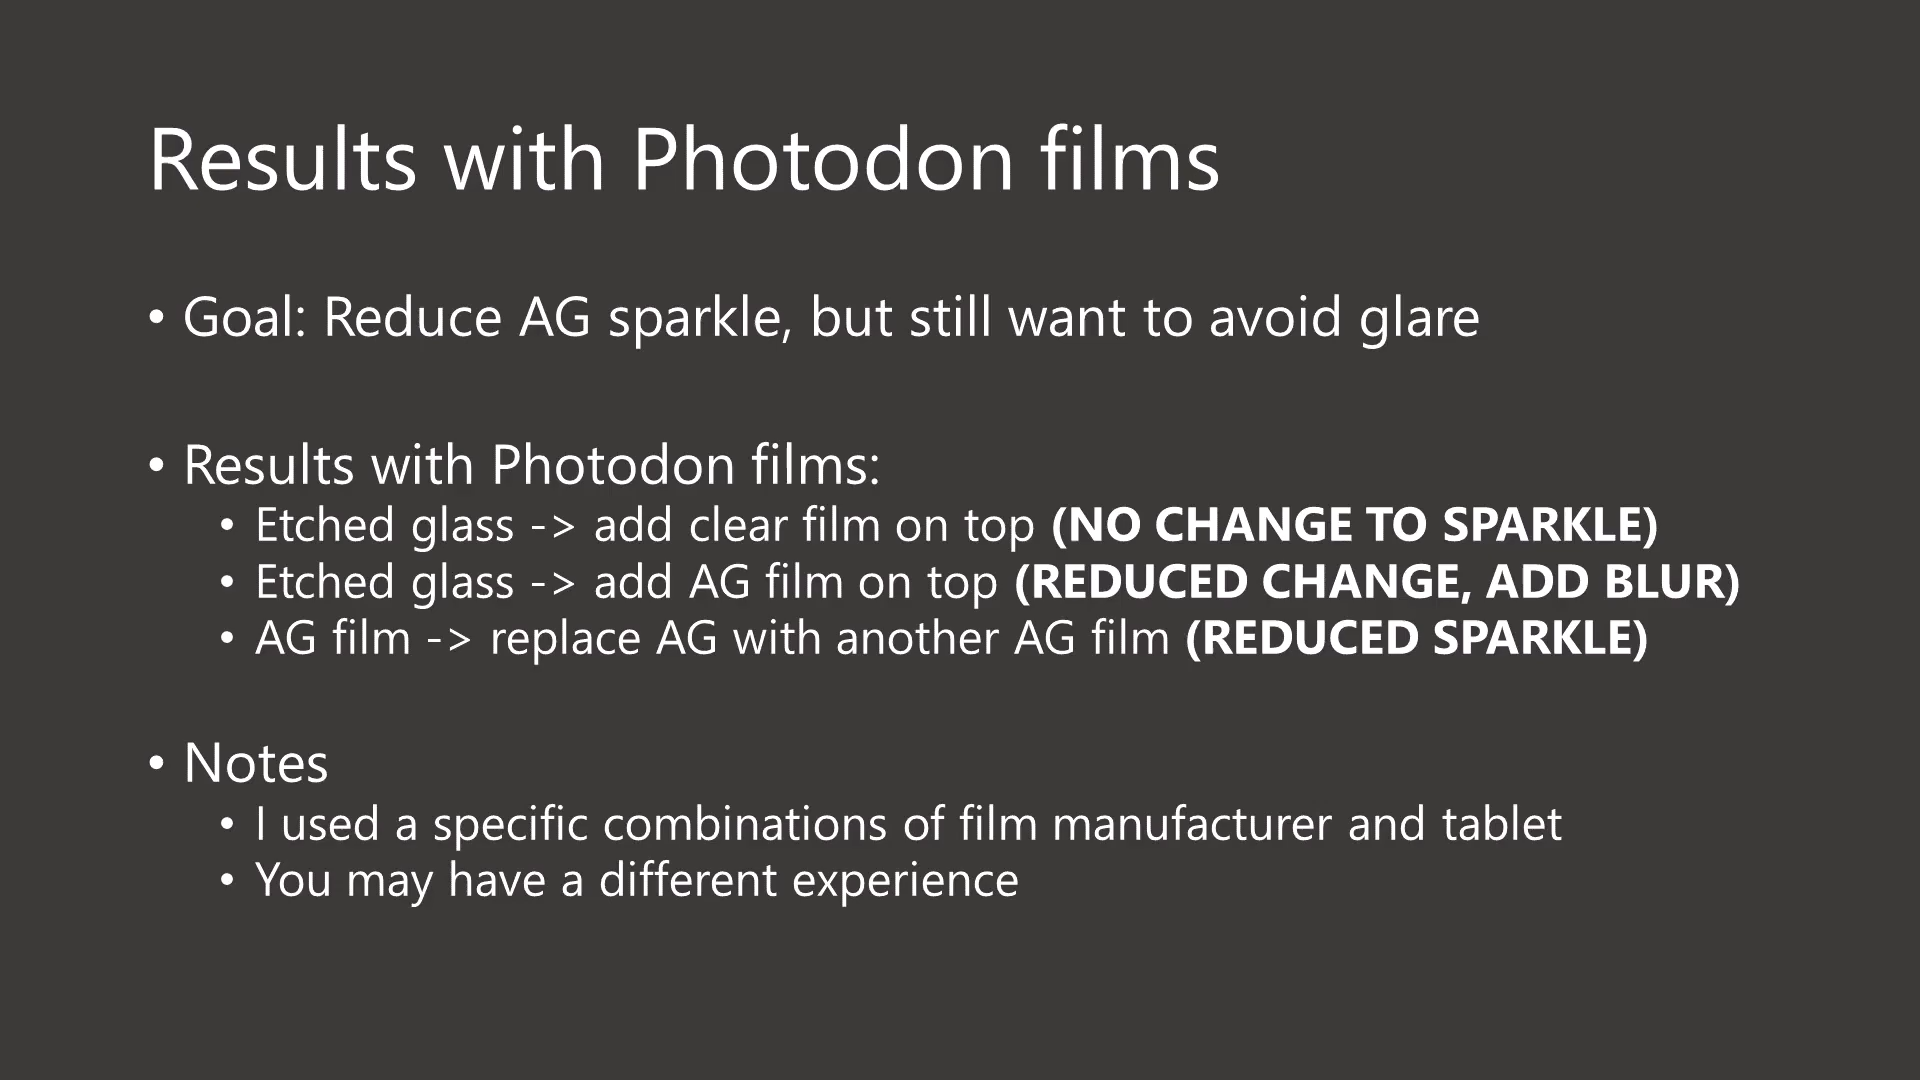 Results with Photodon films
• Goal: Reduce AG sparkle, but still want to avoid glare
• Results with Photodon films:
• Etched glass -> add clear film on top (NO CHANGE TO SPARKLE)
• Etched glass -> add AG film on top (REDUCED CHANGE, ADD BLUR)
• AG film -> replace AG with another AG film (REDUCED SPARKLE)
• Notes
• I used a specific combinations of film manufacturer and tablet
• You may have a different experience